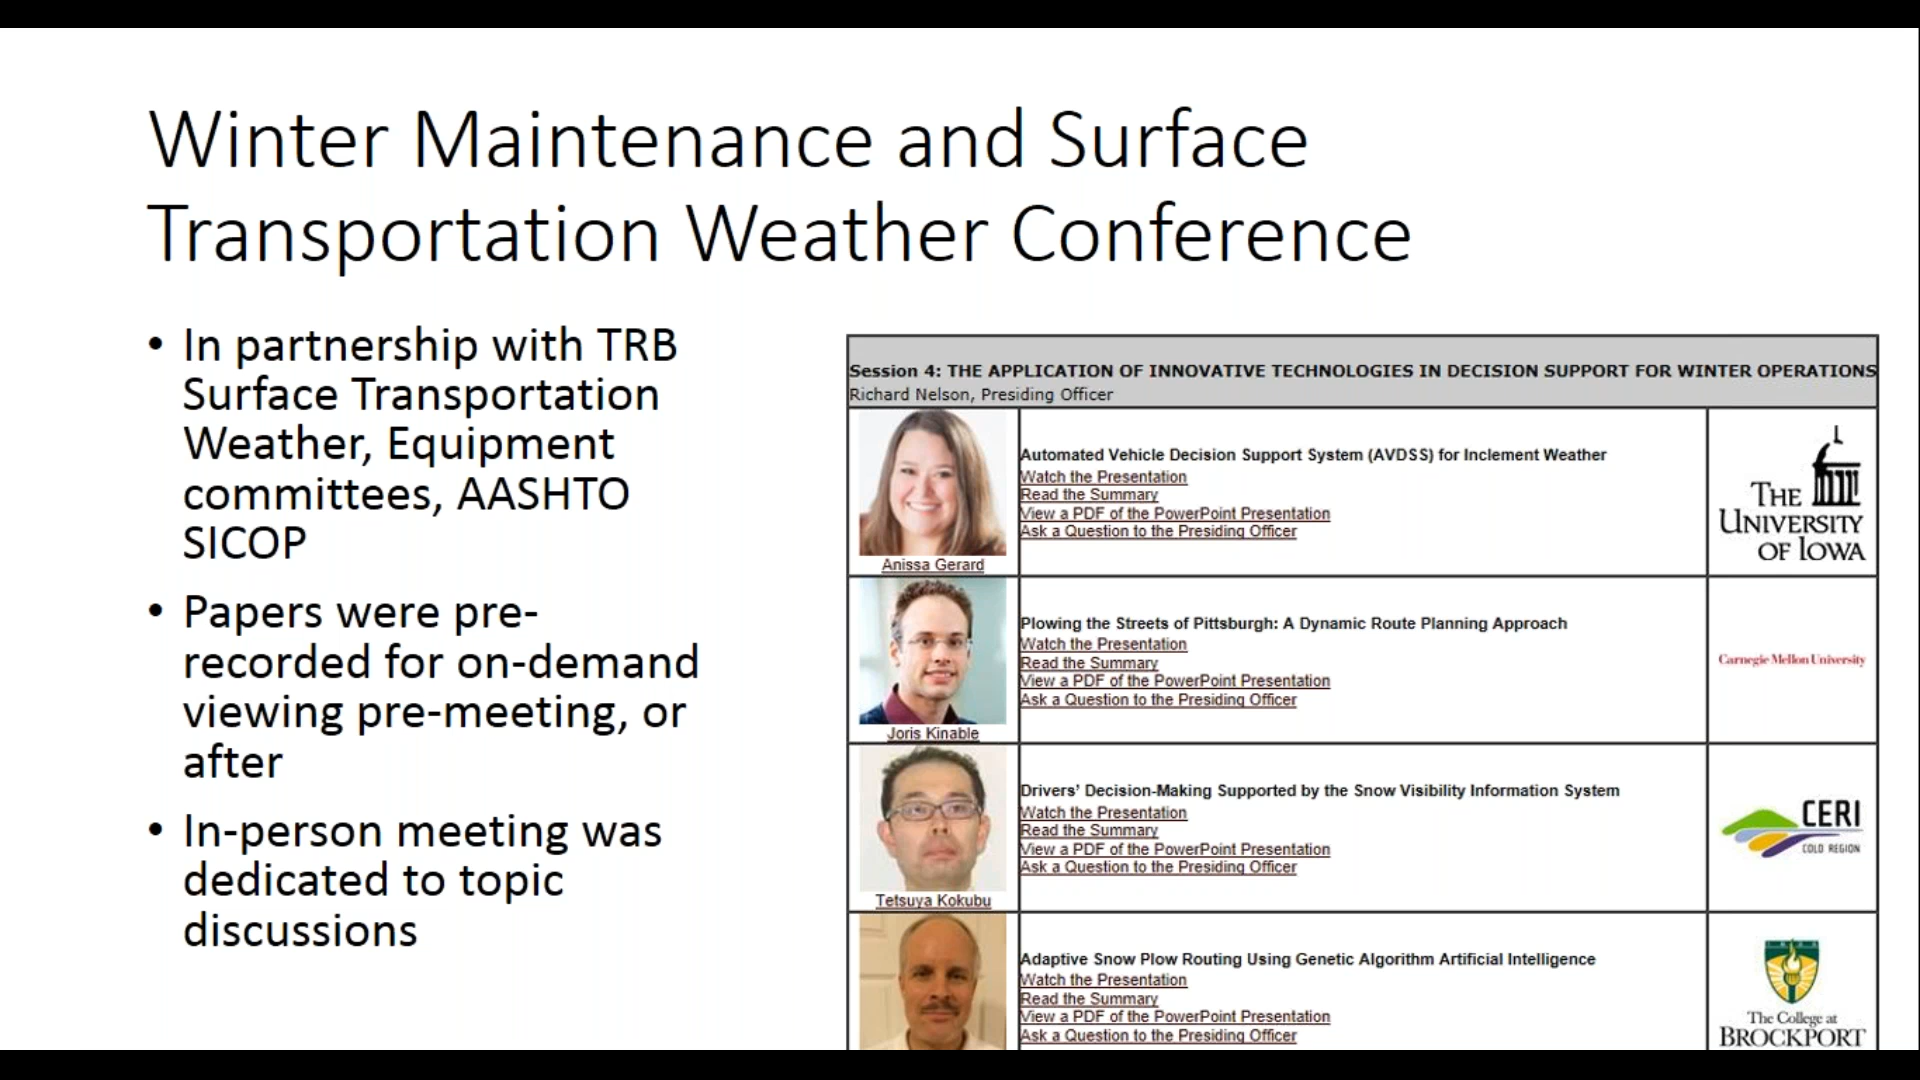 Winter Maintenance and Surface
Transportation Weather Conference
• In partnership with TRB
Surface Transportation
Weather, Equipment
committees, AASHTO
SICOP
• Papers were pre-
recorded for on-demand
viewing pre-meeting, or
after
• In-person meeting was
dedicated to topic
discussions
Session 4: THE APPLICATION OF INNOVATIVE TECHNOLOGIES IN DECISION SUPPORT FOR WINTER OPERATIONS
Richard Nelson, Presiding Officer
Anissa Gerard
Automated Vehicle Decision Support System (AVDSS) for Inclement Weather
Watch the Presentation
Read the Summary
View a PDF of the PowerPoint Presentation
Ask a Question to the Presiding Officer
THE
UNIVERSITY
OF IOWA
Joris Kinable
Plowing the Streets of Pittsburgh: A Dynamic Route Planning Approach
Watch the Presentation
Read the Summary
View a PDF of the PowerPoint Presentation
Ask a Question to the Presiding Officer
Carnegie Mellon University
Tetsuya Kokubu
Drivers' Decision-Making Supported by the Snow Visibility Information System
Watch the Presentation
Read the Summary
View a PDF of the PowerPoint Presentation
Ask a Question to the Presiding Officer
CERI
COLD REGION
Adaptive Snow Plow Routing Using Genetic Algorithm Artificial Intelligence
Watch the Presentation
Read the Summary
View a PDF of the PowerPoint Presentation
Ask a Question to the Presiding Officer
The College at
BROCKPORT